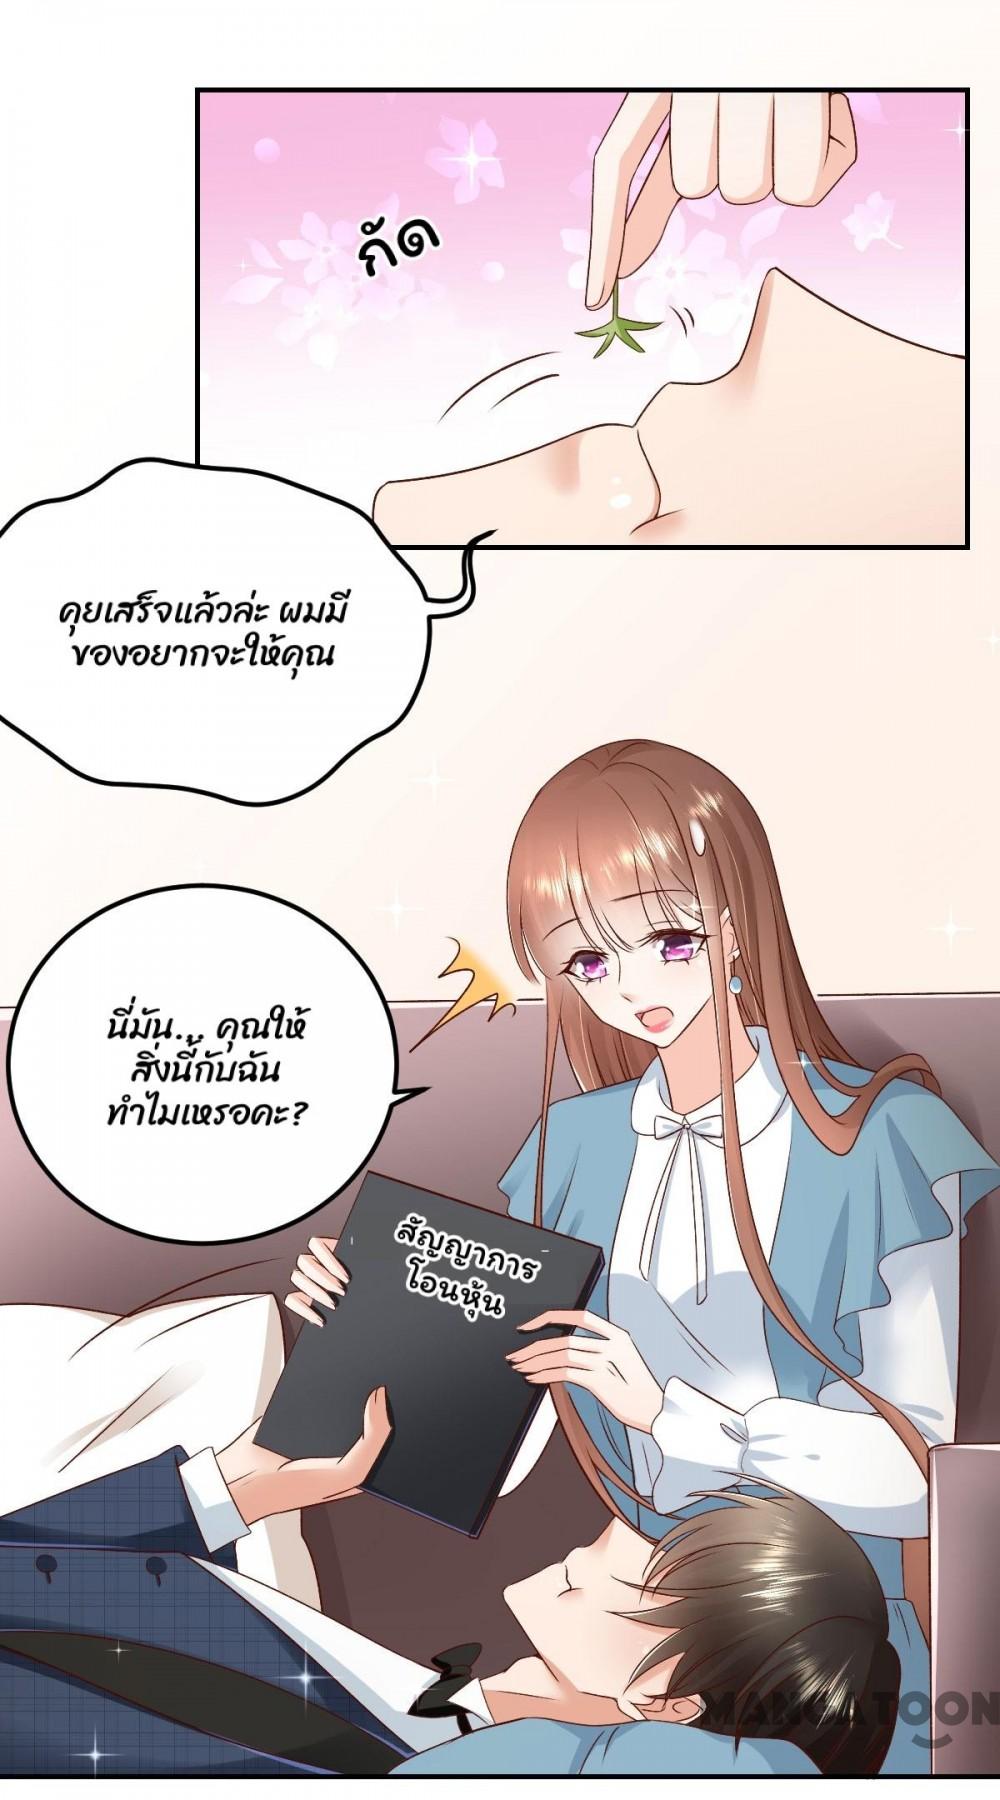 กัด
คุยเสร็จแล้วล่ะ ผมมี
ของอยากจะให้คุณ
นี่มัน... คุณให้
สิ่งนี้กับฉัน
ทำไมเหรอคะ?
สัญญาการ
โอนหุ้น
MANGATOON